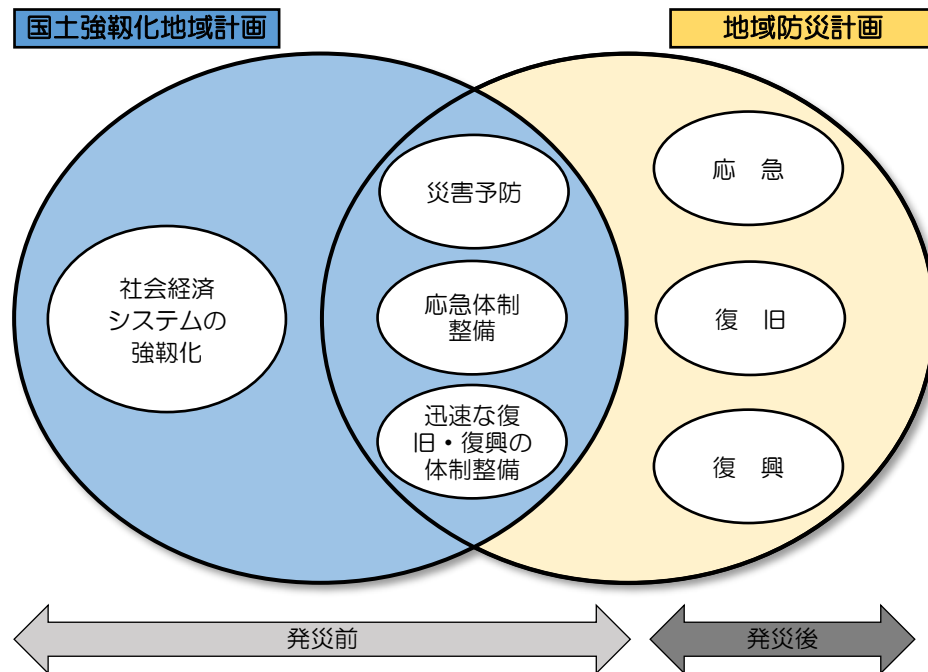 国土強靱化地域計画
地域防災計画
社会経済
システムの
強靱化
災害予防
応急体制
整備
迅速な復
旧・復興の
体制整備
応　急
復　旧
復　興
発災前
発災後